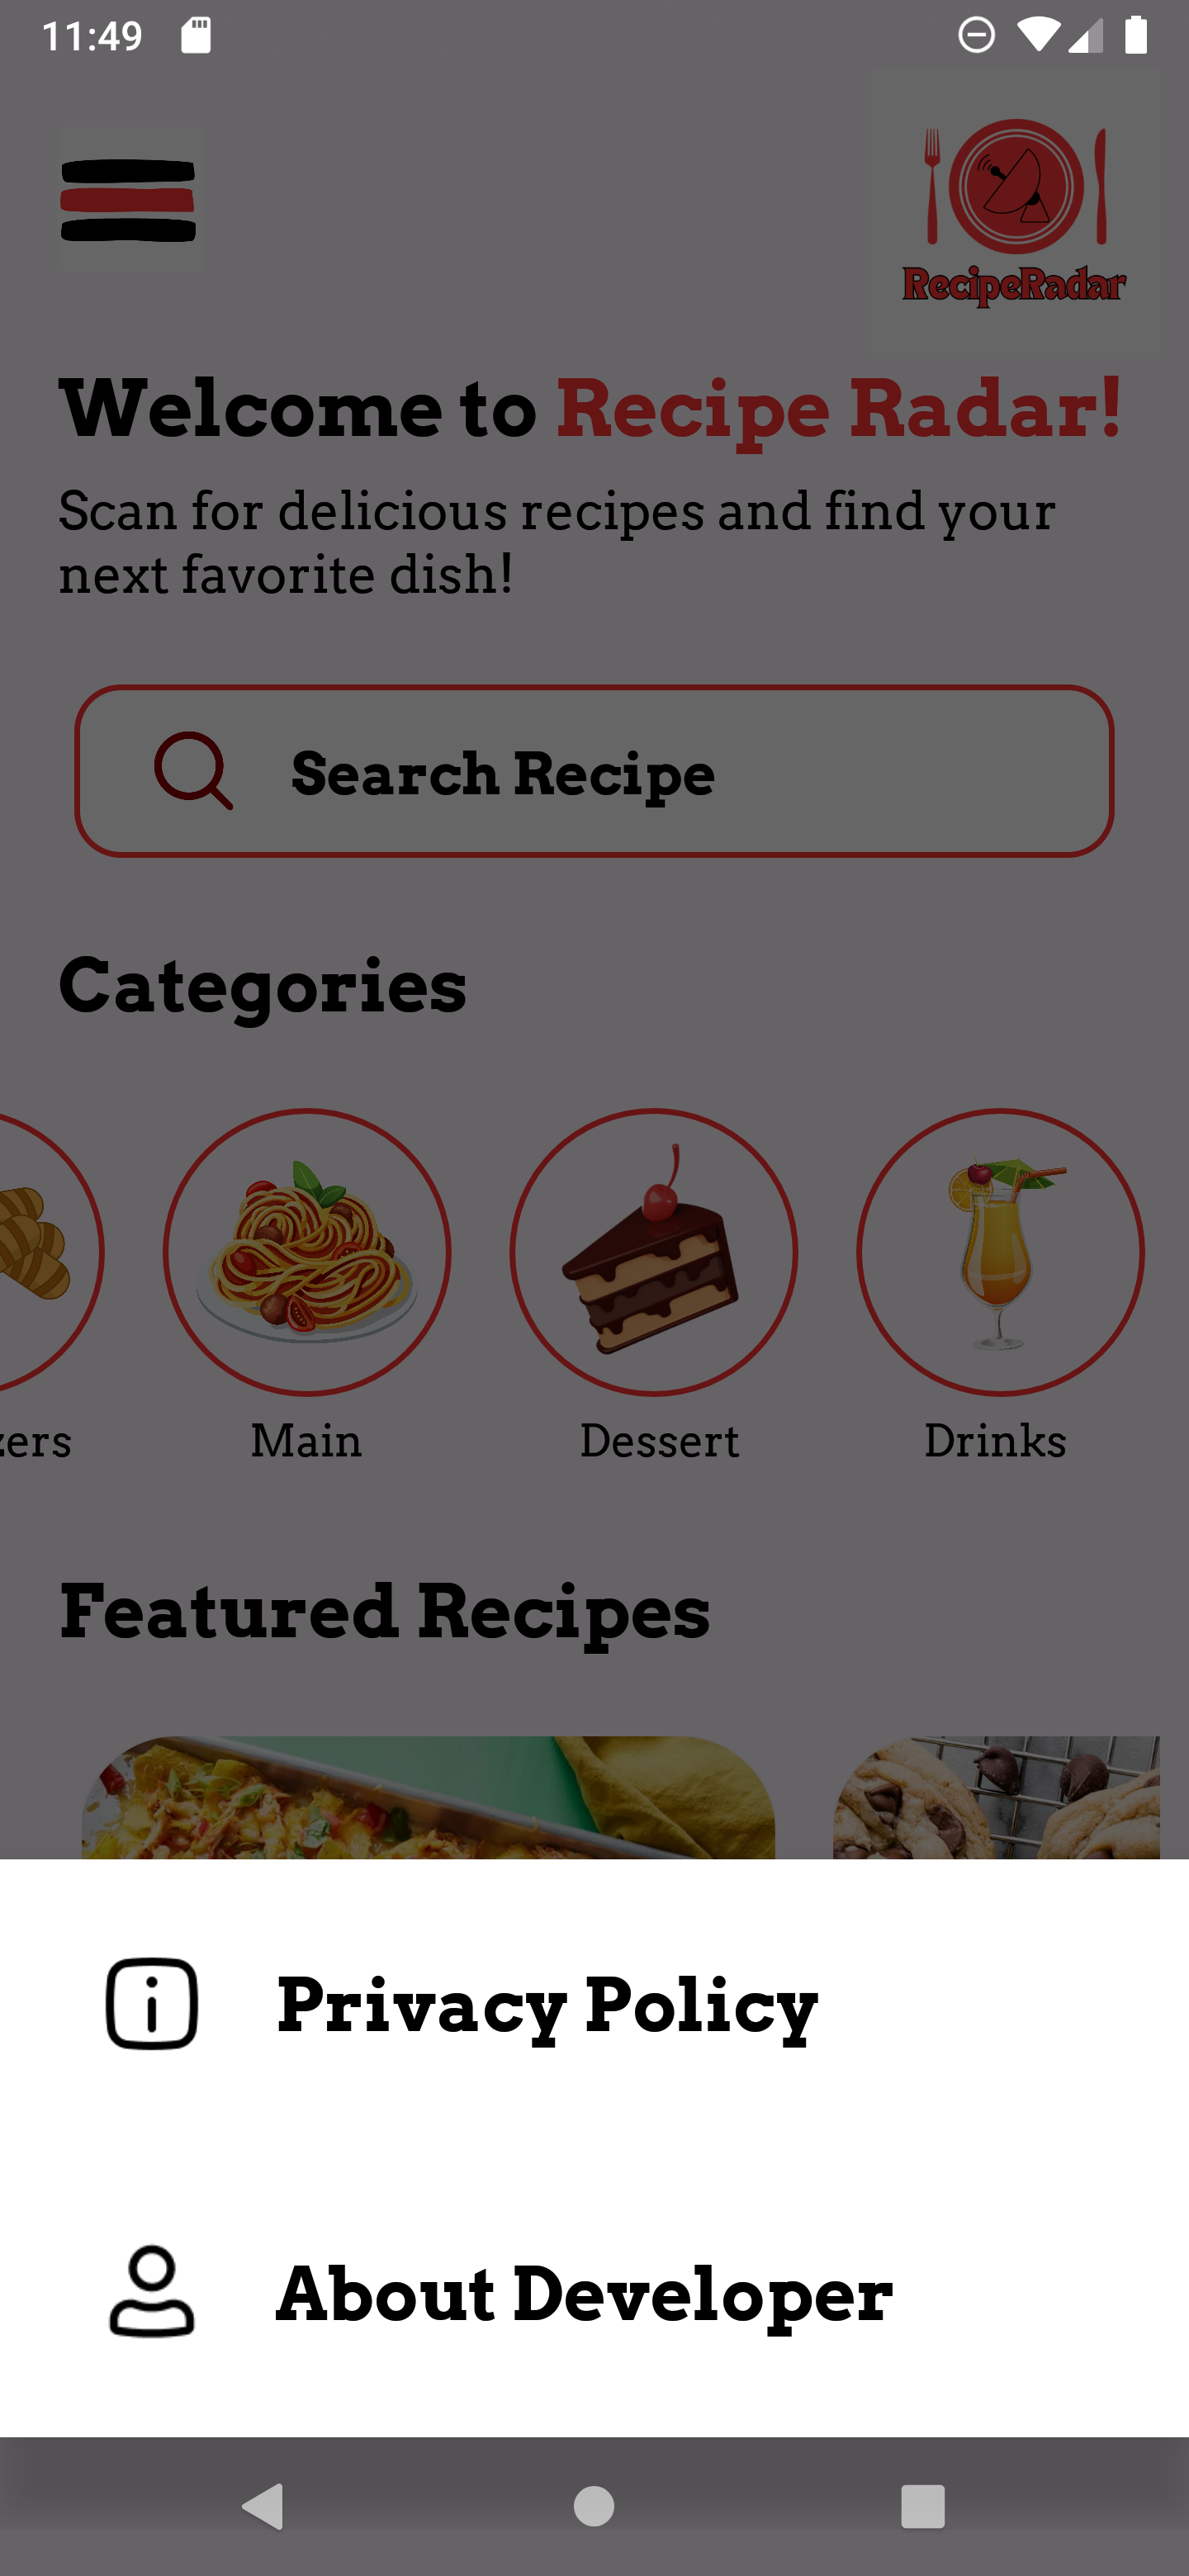 11:49
RecipeRadar
Welcome to Recipe Radar!
Scan for delicious recipes and find your
next favorite dish!
Search Recipe
Categories
zers
Main
Dessert
Drinks
Featured Recipes
Privacy Policy
About Developer